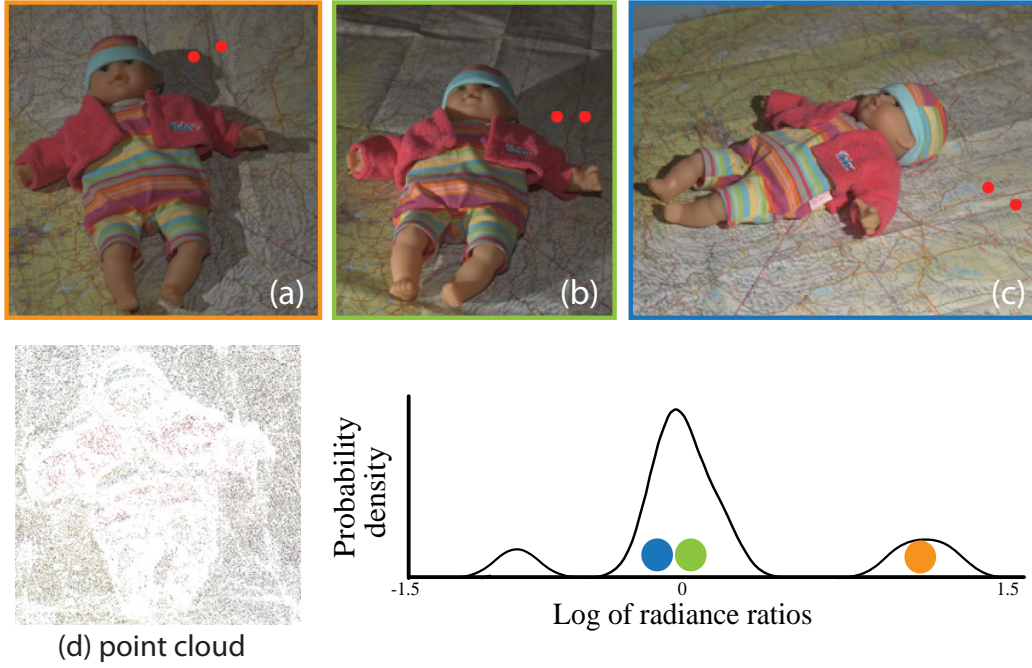 (a)
(b)
(c)
(d) point cloud
Probability
density
-1.5
0
1.5
Log of radiance ratios